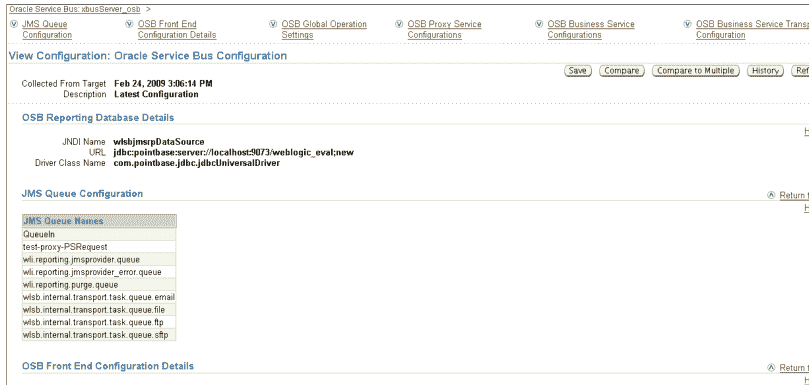 Oracle Service Bus: xbusServer_osb >
JMS Queue Configuration
OSB Front End Configuration Details
OSB Global Operation Settings
OSB Proxy Service Configurations
OSB Business Service Configurations
OSB Business Service Transp
Configuration
View Configuration: Oracle Service Bus Configuration
Save Compare Compare to Multiple History Ref
Collected From Target Feb 24, 2009 3:06:14 PM
Description Latest Configuration
OSB Reporting Database Details
H
JNDI Name wlsbjmsrpDataSource
URL jdbc:pointbase:server://localhost:9073/weblogic_eval;new
Driver Class Name com.pointbase.jdbc.jdbcUniversalDriver
JMS Queue Configuration
Return t
H
JMS Queue Names
QueueIn
test-proxy-PSRequest
wli.reporting.jmsprovider.queue
wli.reporting.jmsprovider_error.queue
wli.reporting.purge.queue
wlsb.internal.transport.task.queue.email
wlsb.internal.transport.task.queue.file
wlsb.internal.transport.task.queue.ftp
wlsb.internal.transport.task.queue.sftp
OSB Front End Configuration Details
Return t
H